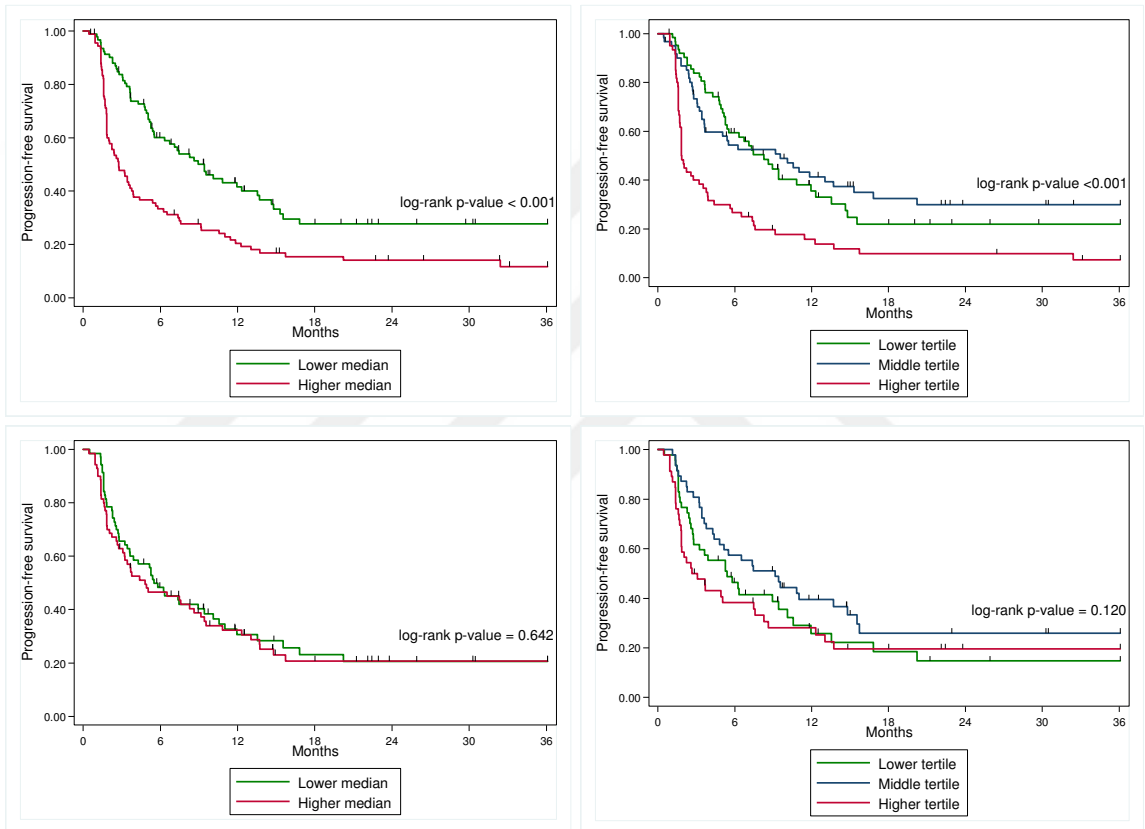 Progression-free survival
1.00
0.80
0.60
0.40
0.20
0.00
log-rank p-value < 0.001
0 6 12 18 24 30 36
Months
Lower median
Higher median
Progression-free survival
1.00
0.80
0.60
0.40
0.20
0.00
log-rank p-value <0.001
0 6 12 18 24 30 36
Months
Lower tertile
Middle tertile
Higher tertile
Progression-free survival
1.00
0.80
0.60
0.40
0.20
0.00
log-rank p-value = 0.642
0 6 12 18 24 30 36
Months
Lower median
Higher median
Progression-free survival
1.00
0.80
0.60
0.40
0.20
0.00
log-rank p-value = 0.120
0 6 12 18 24 30 36
Months
Lower tertile
Middle tertile
Higher tertile